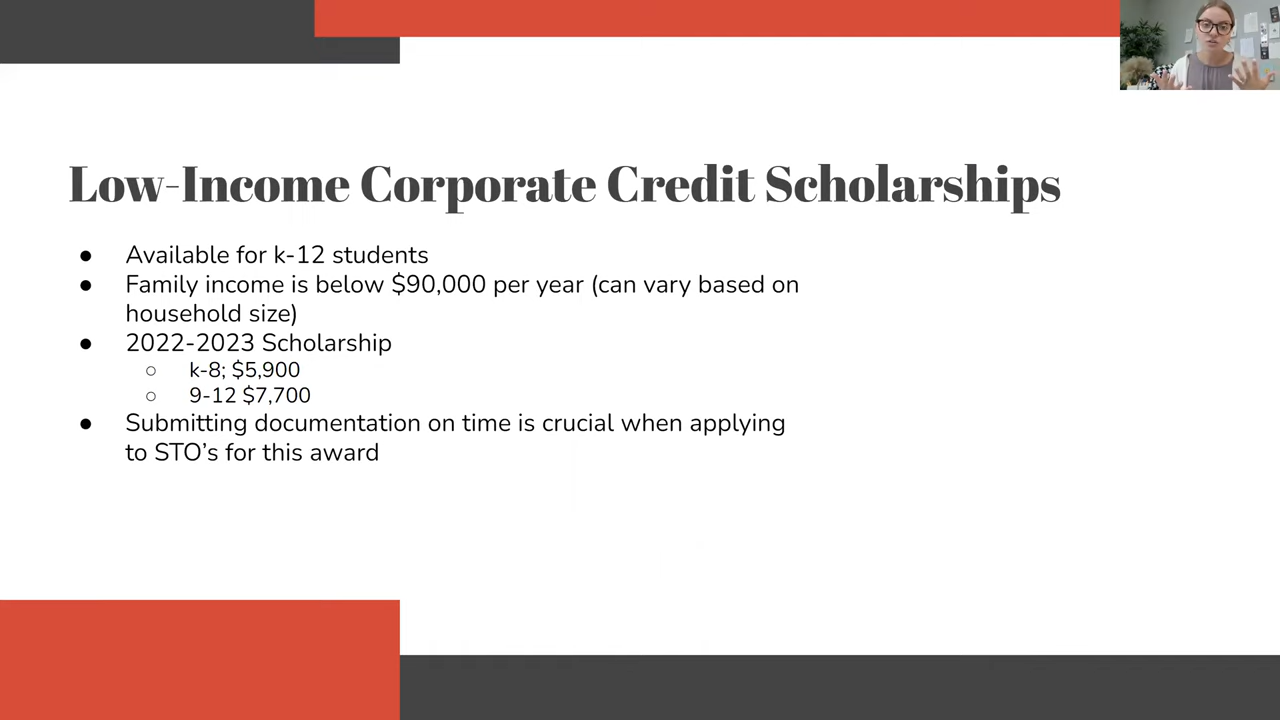 Low-Income Corporate Credit Scholarships
● Available for k-12 students
● Family income is below $90,000 per year (can vary based on
household size)
● 2022-2023 Scholarship
○ k-8; $5,900
○ 9-12 $7,700
● Submitting documentation on time is crucial when applying
to STO’s for this award